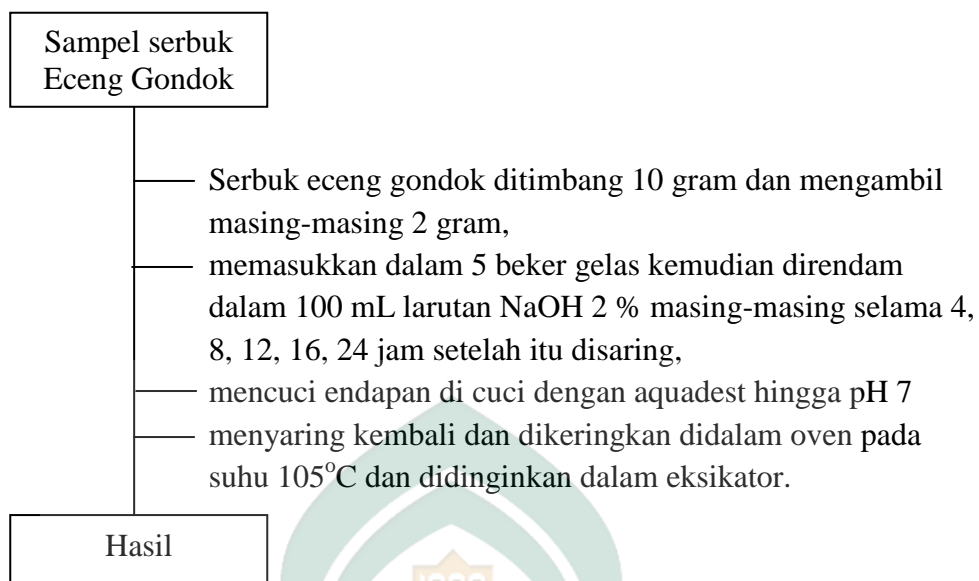 Sampel serbuk
Eceng Gondok
Serbuk eceng gondok ditimbang 10 gram dan mengambil
masing-masing 2 gram,
memasukkan dalam 5 beker gelas kemudian direndam
dalam 100 mL larutan NaOH 2 % masing-masing selama 4,
8, 12, 16, 24 jam setelah itu disaring,
mencuci endapan di cuci dengan aquadest hingga pH 7
menyaring kembali dan dikeringkan didalam oven pada
suhu 105°C dan didinginkan dalam eksikator.
Hasil